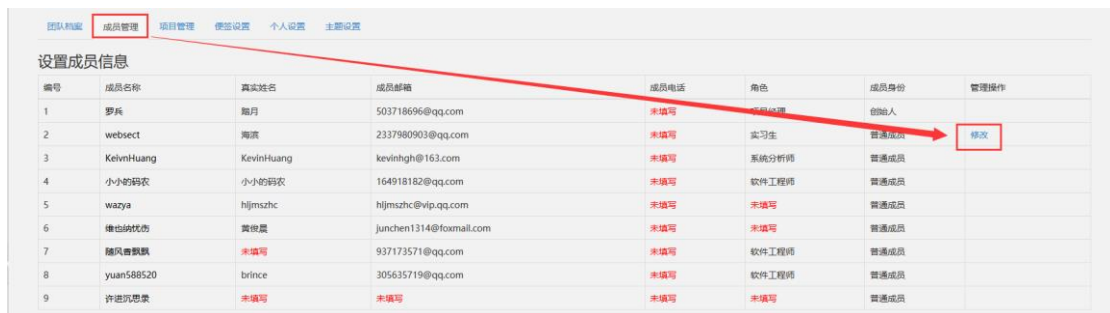 团队档案 成员管理 项目管理 便签设置 个人设置 主题设置
设置成员信息
编号 成员名称 真实姓名 成员邮箱 成员电话 角色 成员身份 管理操作
1 罗兵 踏月 503718696@qq.com 未填写 项目经理 创始人
2 websect 海滨 2337980903@qq.com 未填写 实习生 普通成员 修改
3 KeivnHuang KevinHuang kevinhgh@163.com 未填写 系统分析师 普通成员
4 小小的码农 小小的码农 164918182@qq.com 未填写 软件工程师 普通成员
5 wazya hljmszhc hljmszhc@vip.qq.com 未填写 未填写 普通成员
6 维也纳忧伤 黄俊晨 junchen1314@foxmail.com 未填写 未填写 普通成员
7 随风曾飘飘 未填写 937173571@qq.com 未填写 软件工程师 普通成员
8 yuan588520 brince 305635719@qq.com 未填写 软件工程师 普通成员
9 许进沉思录 未填写 未填写 未填写 未填写 普通成员